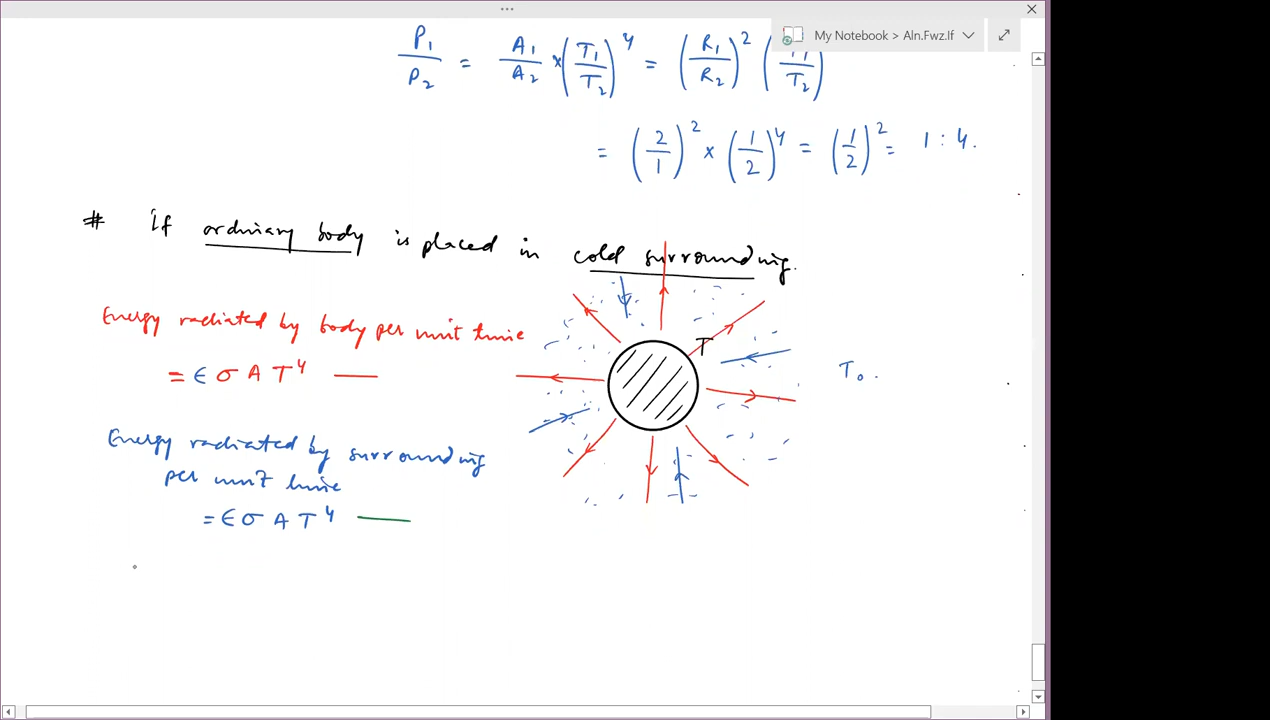 My Notebook > Aln.Fwz.If
P₁/P₂ = A₁/A₂ × (T₁/T₂)⁴ = (R₁/R₂)² (T₁/T₂)
= (2/1)² × (1/2)⁴ = (1/2)² = 1 : 4.
# If ordinary body is placed in cold surrounding.
Energy radiated by body per unit time
= ϵ σ A T⁴ —
T
T₀.
Energy radiated by surrounding
per unit time
= ϵ σ A T⁴ —